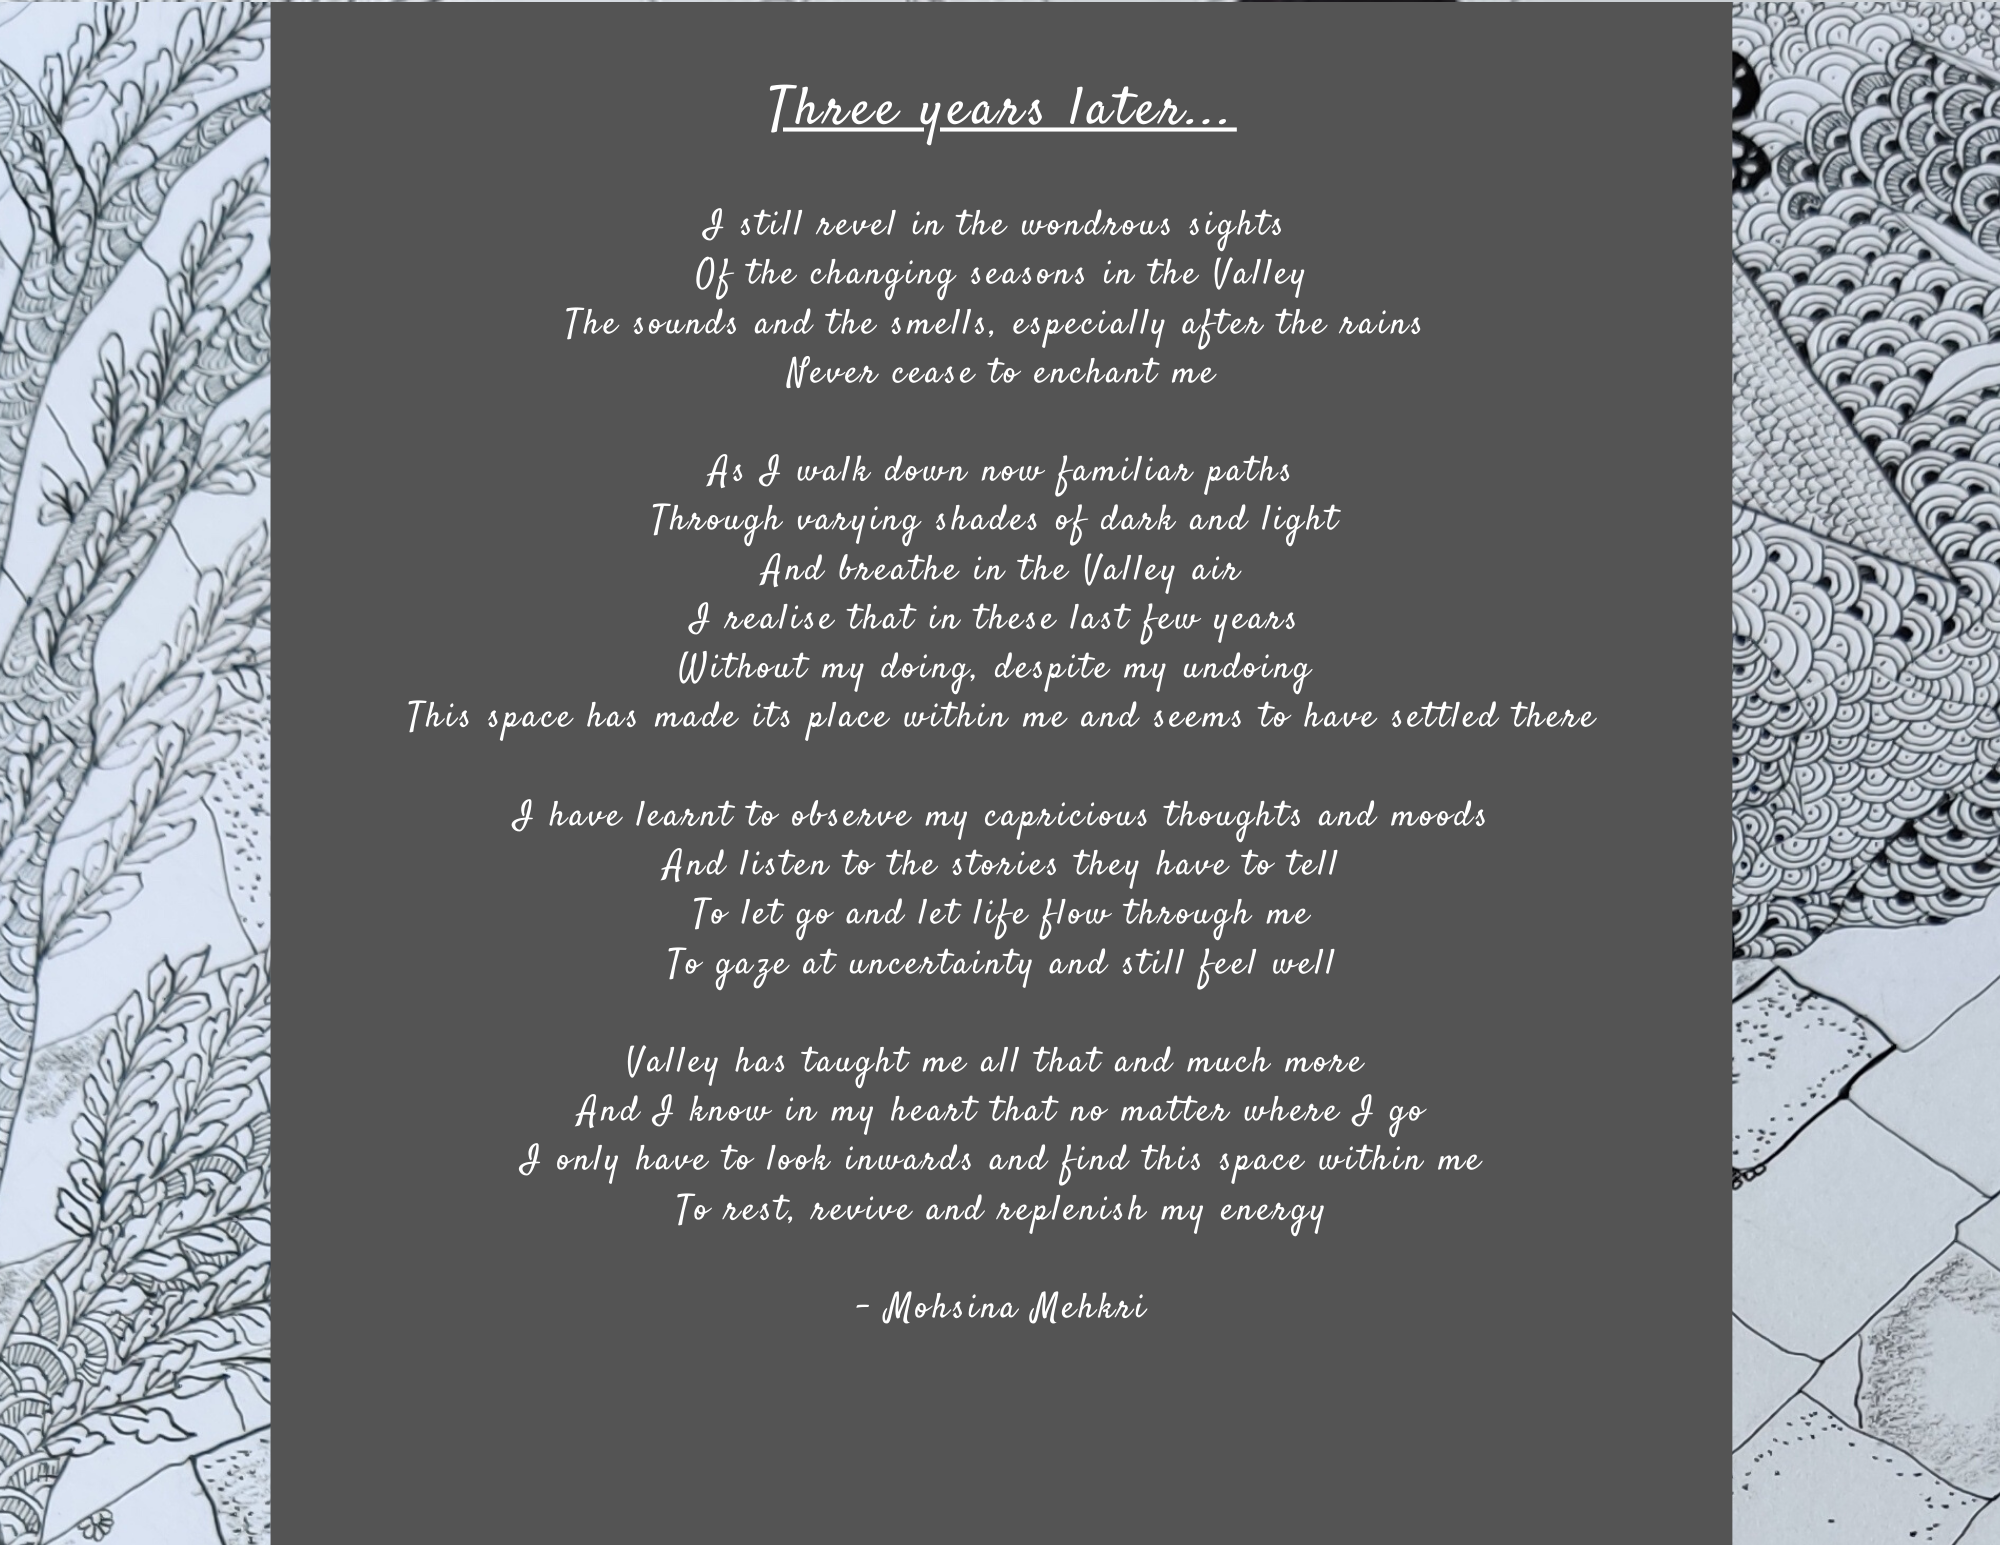 Three years later...
I still revel in the wondrous sights
Of the changing seasons in the Valley
The sounds and the smells, especially after the rains
Never cease to enchant me
As I walk down now familiar paths
Through varying shades of dark and light
And breathe in the Valley air
I realise that in these last few years
Without my doing, despite my undoing
This space has made its place within me and seems to have settled there
I have learnt to observe my capricious thoughts and moods
And listen to the stories they have to tell
To let go and let life flow through me
To gaze at uncertainty and still feel well
Valley has taught me all that and much more
And I know in my heart that no matter where I go
I only have to look inwards and find this space within me
To rest, revive and replenish my energy
- Mohsina Mehkri